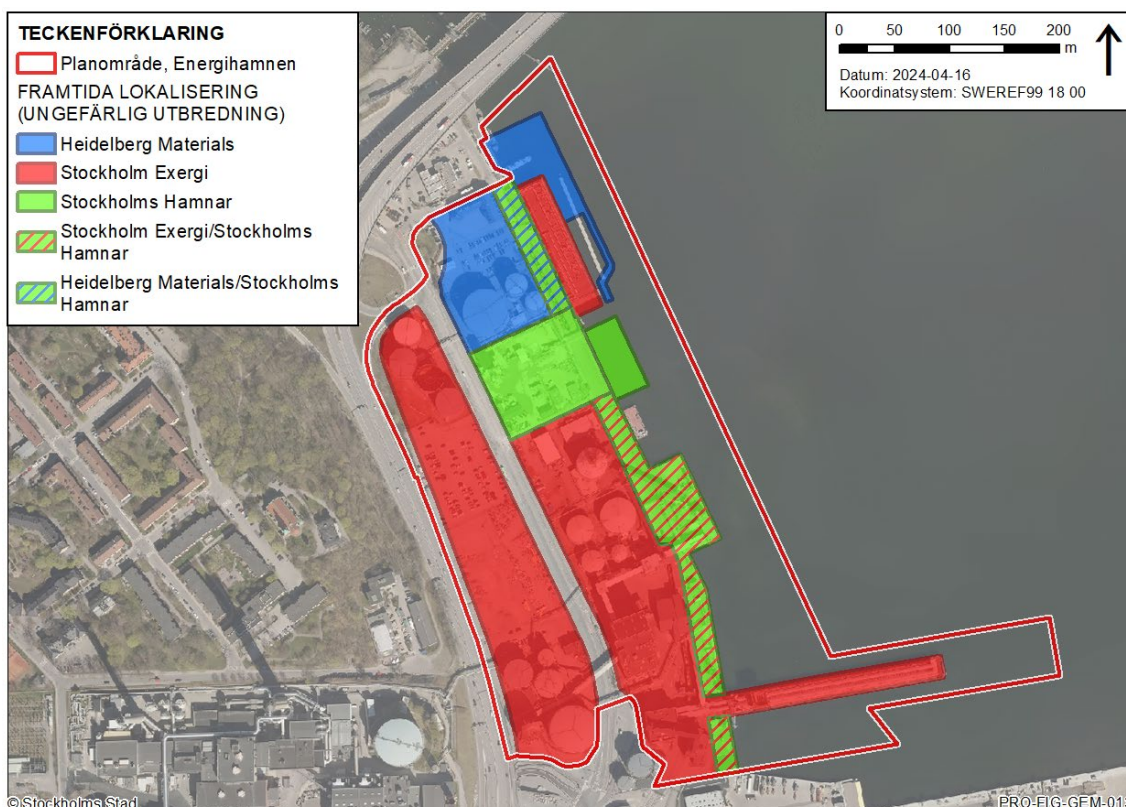 TECKENFÖRKLARING
Planområde, Energihamnen
FRAMTIDA LOKALISERING
(UNGEFÄRLIG UTBREDNING)
Heidelberg Materials
Stockholm Exergi
Stockholms Hamnar
Stockholm Exergi/Stockholms
Hamnar
Heidelberg Materials/Stockholms
Hamnar
0 50 100 150 200
m
Datum: 2024-04-16
Koordinatsystem: SWEREF99 18 00
© Stockholms Stad